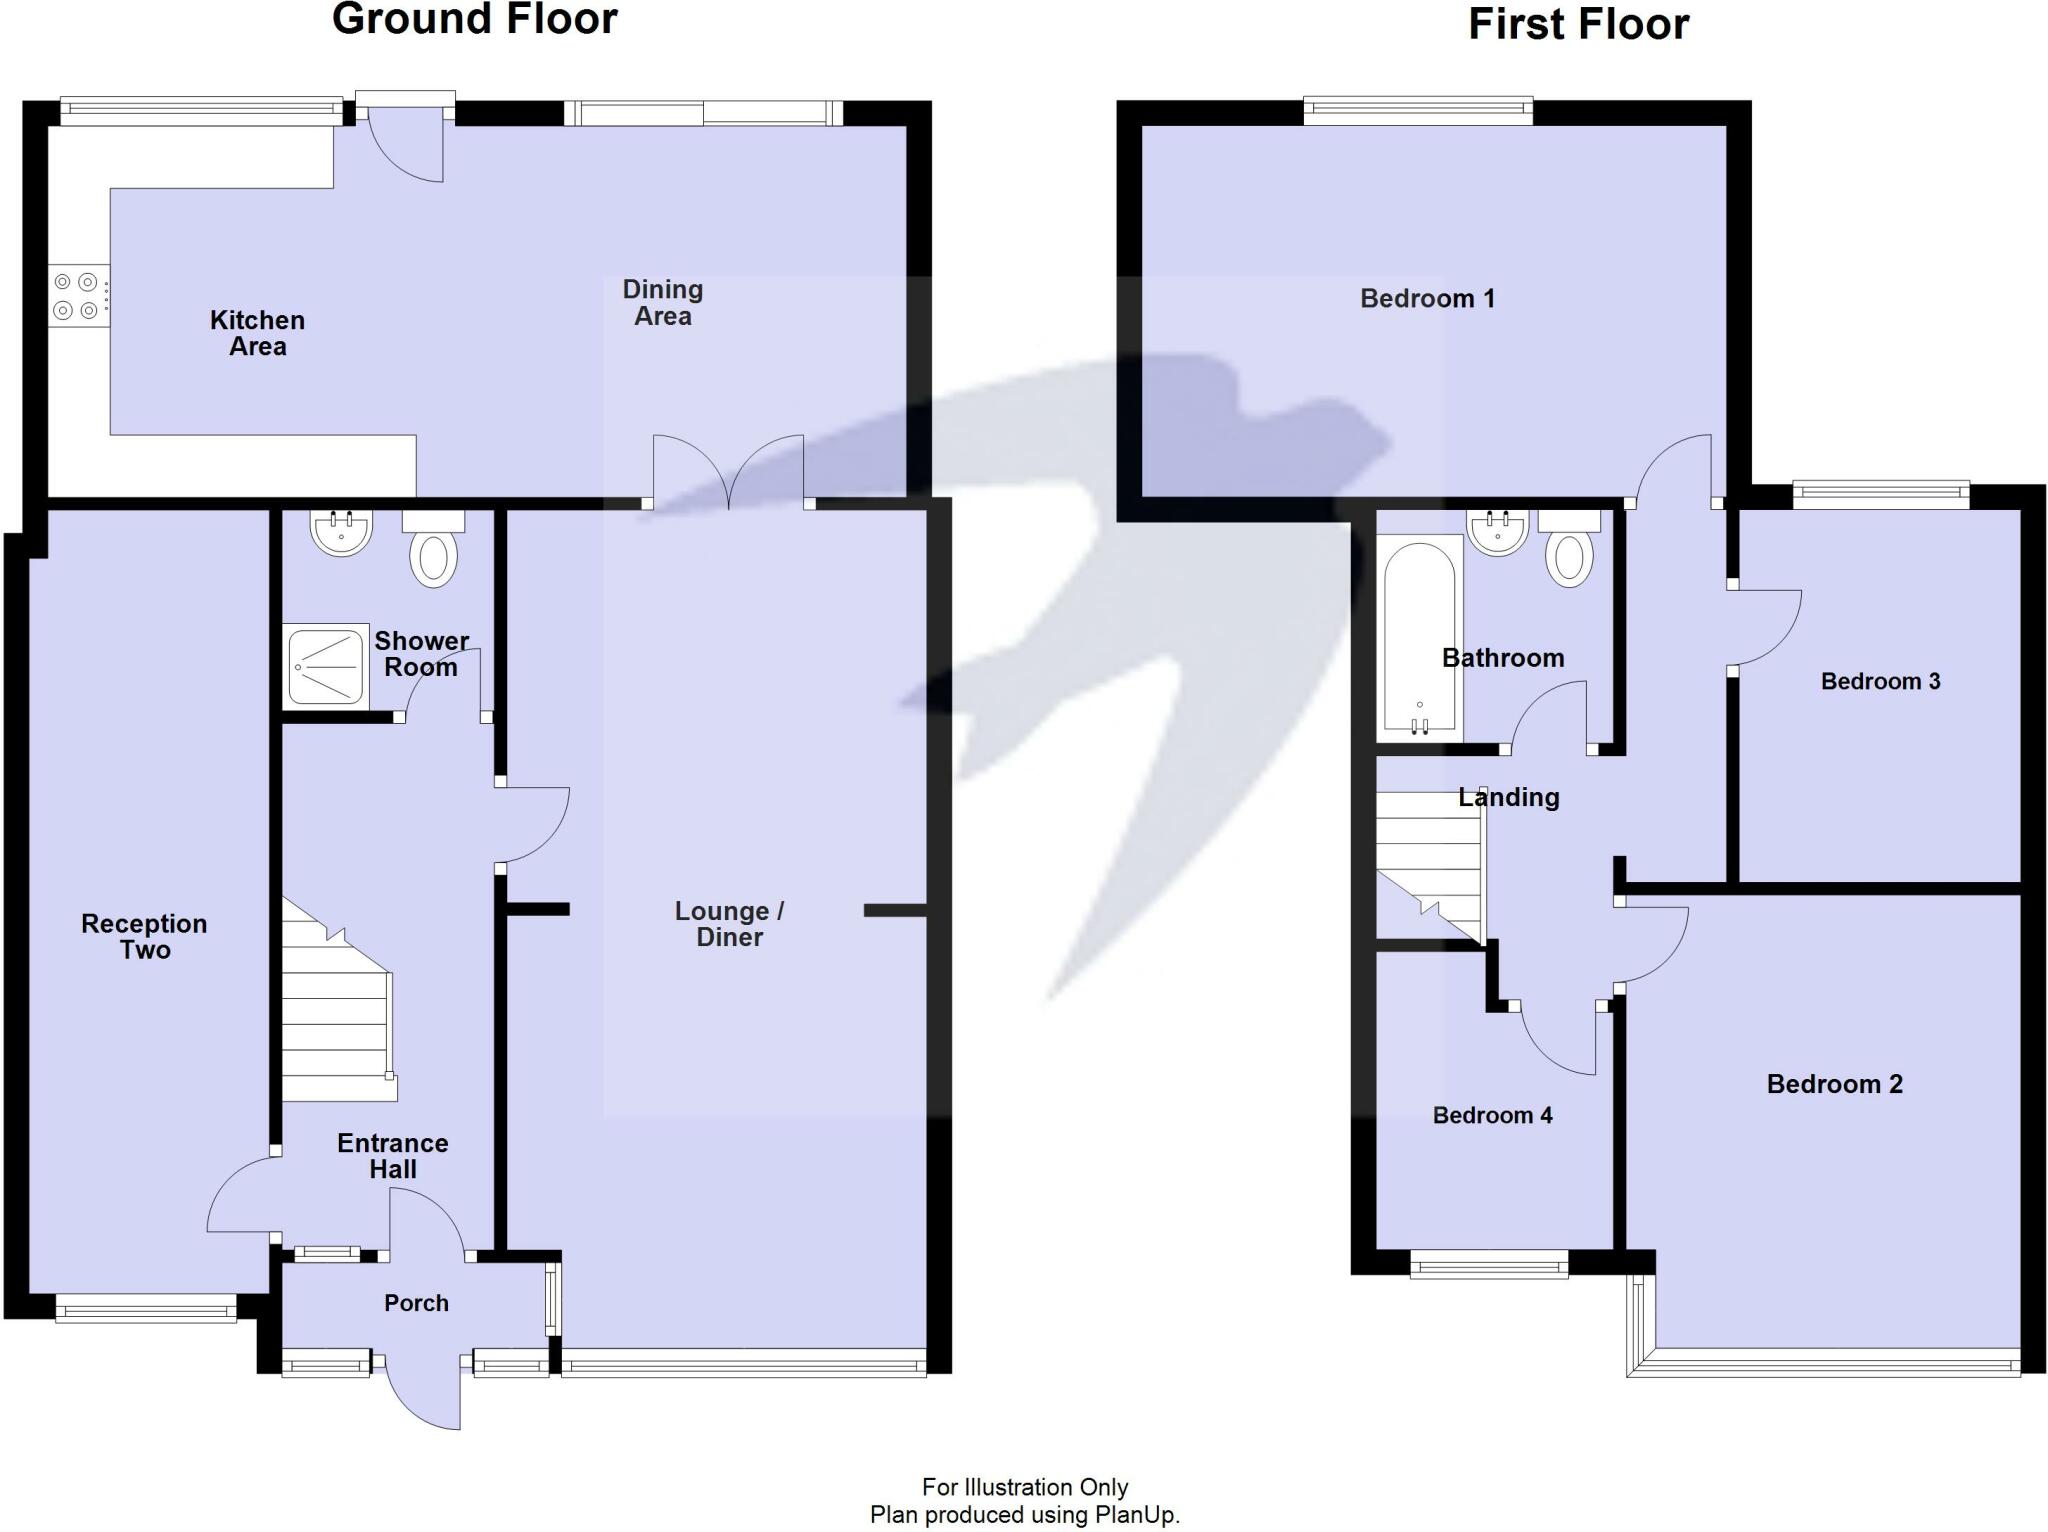 Ground Floor
First Floor
Kitchen
Area
Dining
Area
Shower
Room
Reception
Two
Lounge /
Diner
Entrance
Hall
Porch
Bedroom 1
Bathroom
Bedroom 3
Landing
Bedroom 2
Bedroom 4
For Illustration Only
Plan produced using PlanUp.